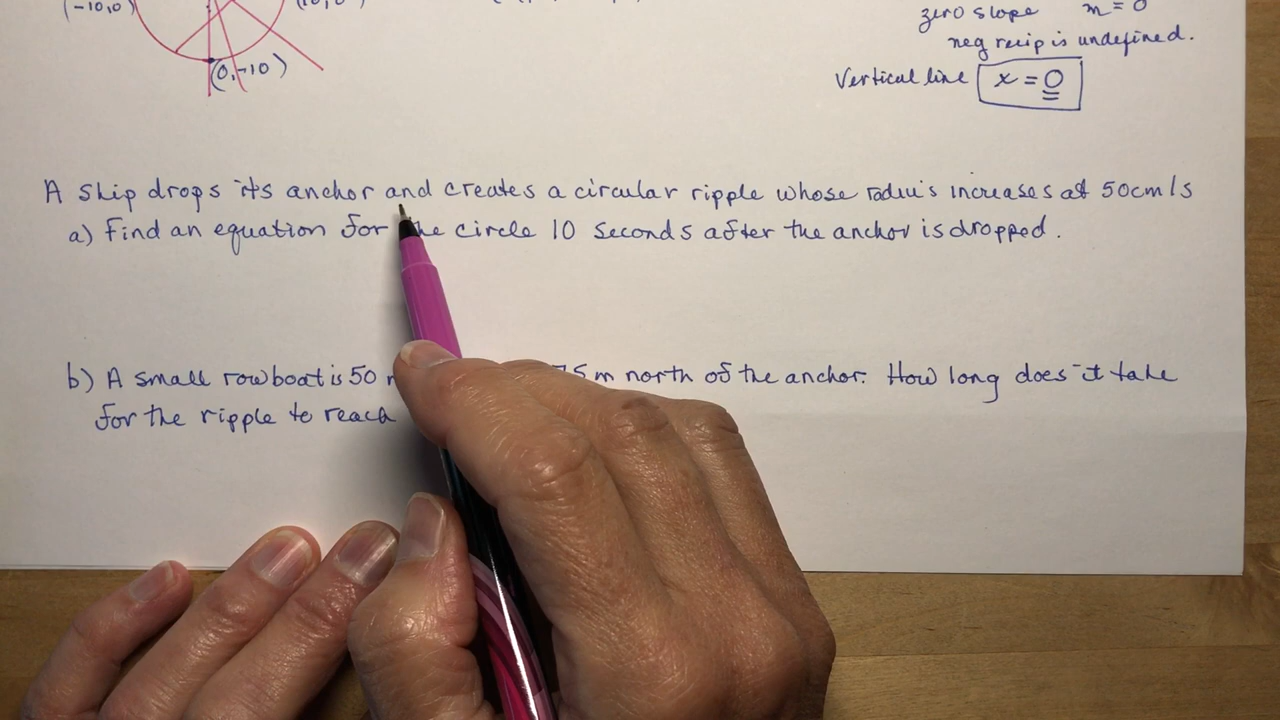 (-10,0)
zero slope m = 0
neg recip is undefined.
(0,-10)
Vertical line x = 0
A ship drops its anchor and creates a circular ripple whose radius increases at 50cm/s
a) Find an equation for the circle 10 seconds after the anchor is dropped.
b) A small rowboat is 50 75m north of the anchor. How long does it take
for the ripple to reach